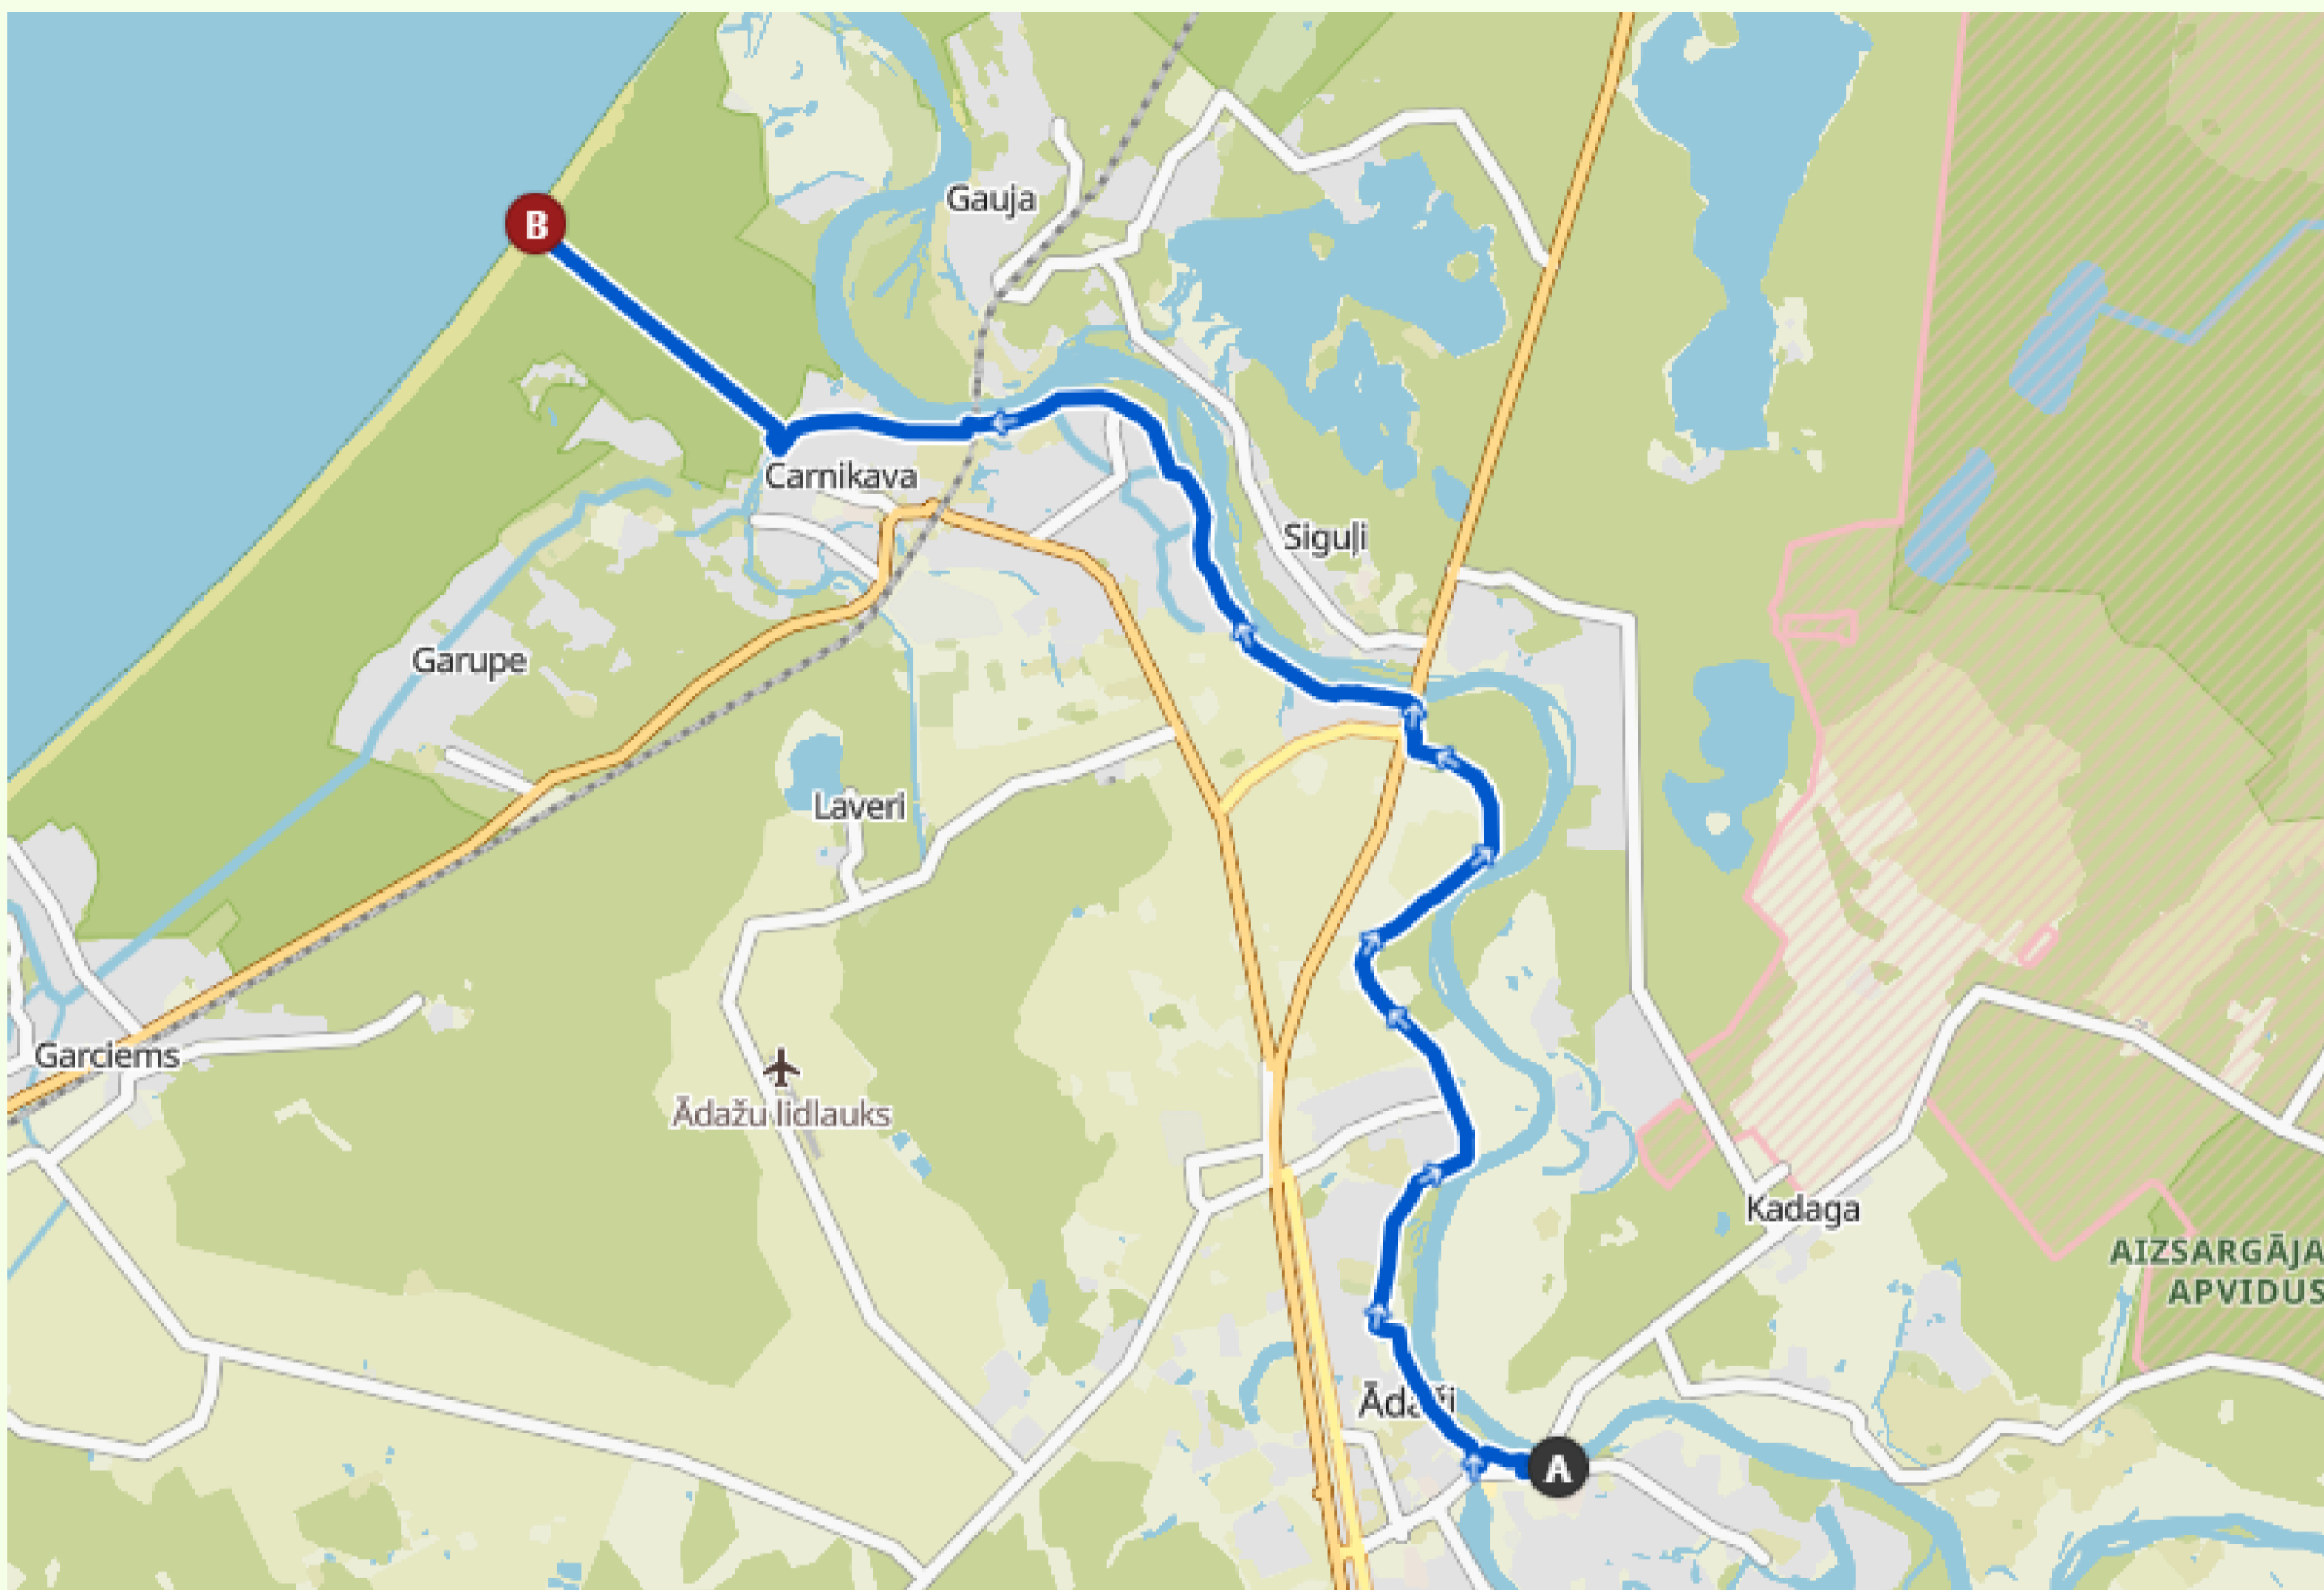 Gauja
B
Carnikava
Siguļi
Garupe
Laveri
Garciems
Ādažu lidlauks
Kadaga
AIZSARGĀJA
APVIDUS
A